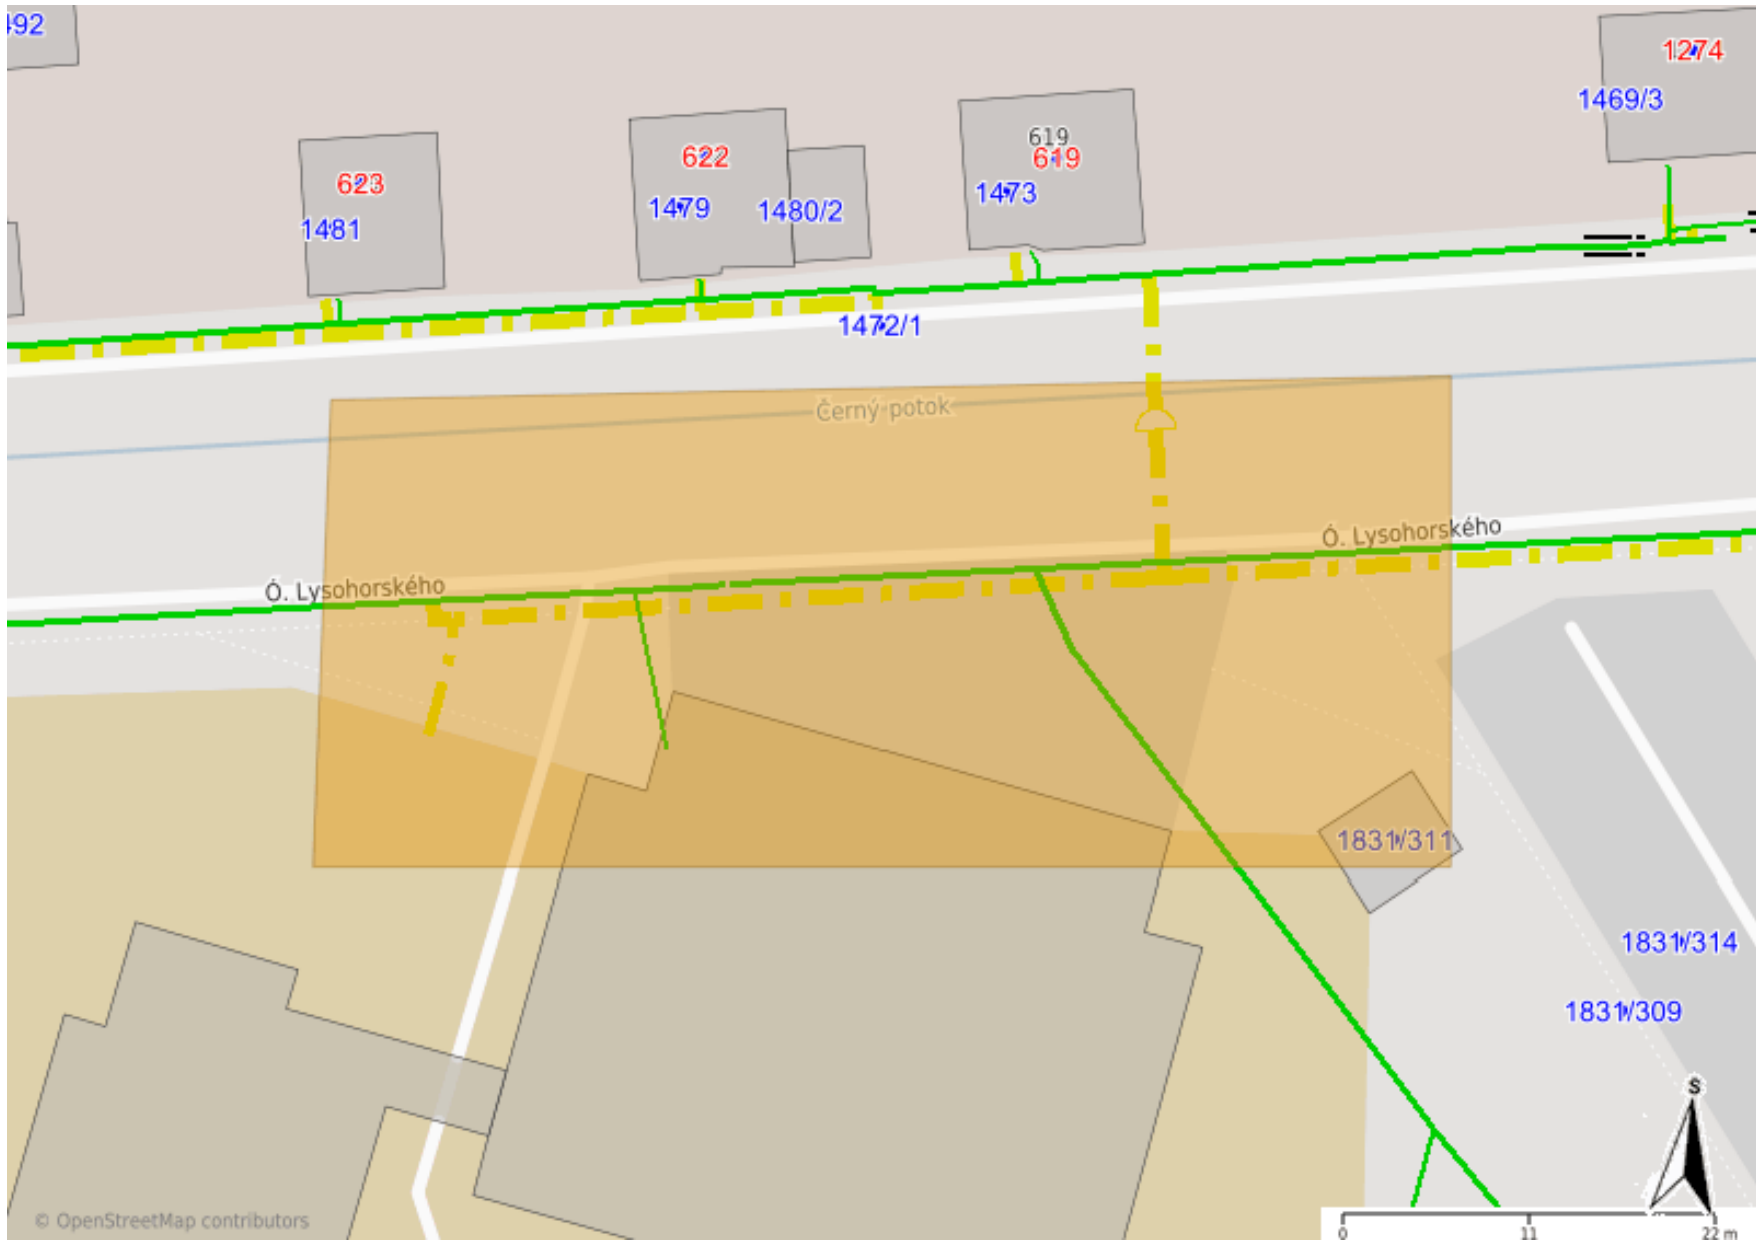 1274
1469/3
619
622
619
623
1473
1479
1480/2
1481
1472/1
Černý potok
Ó. Lysohorského
Ó. Lysohorského
1831/311
1831/314
1831/309
S
© OpenStreetMap contributors
0 11 22 m